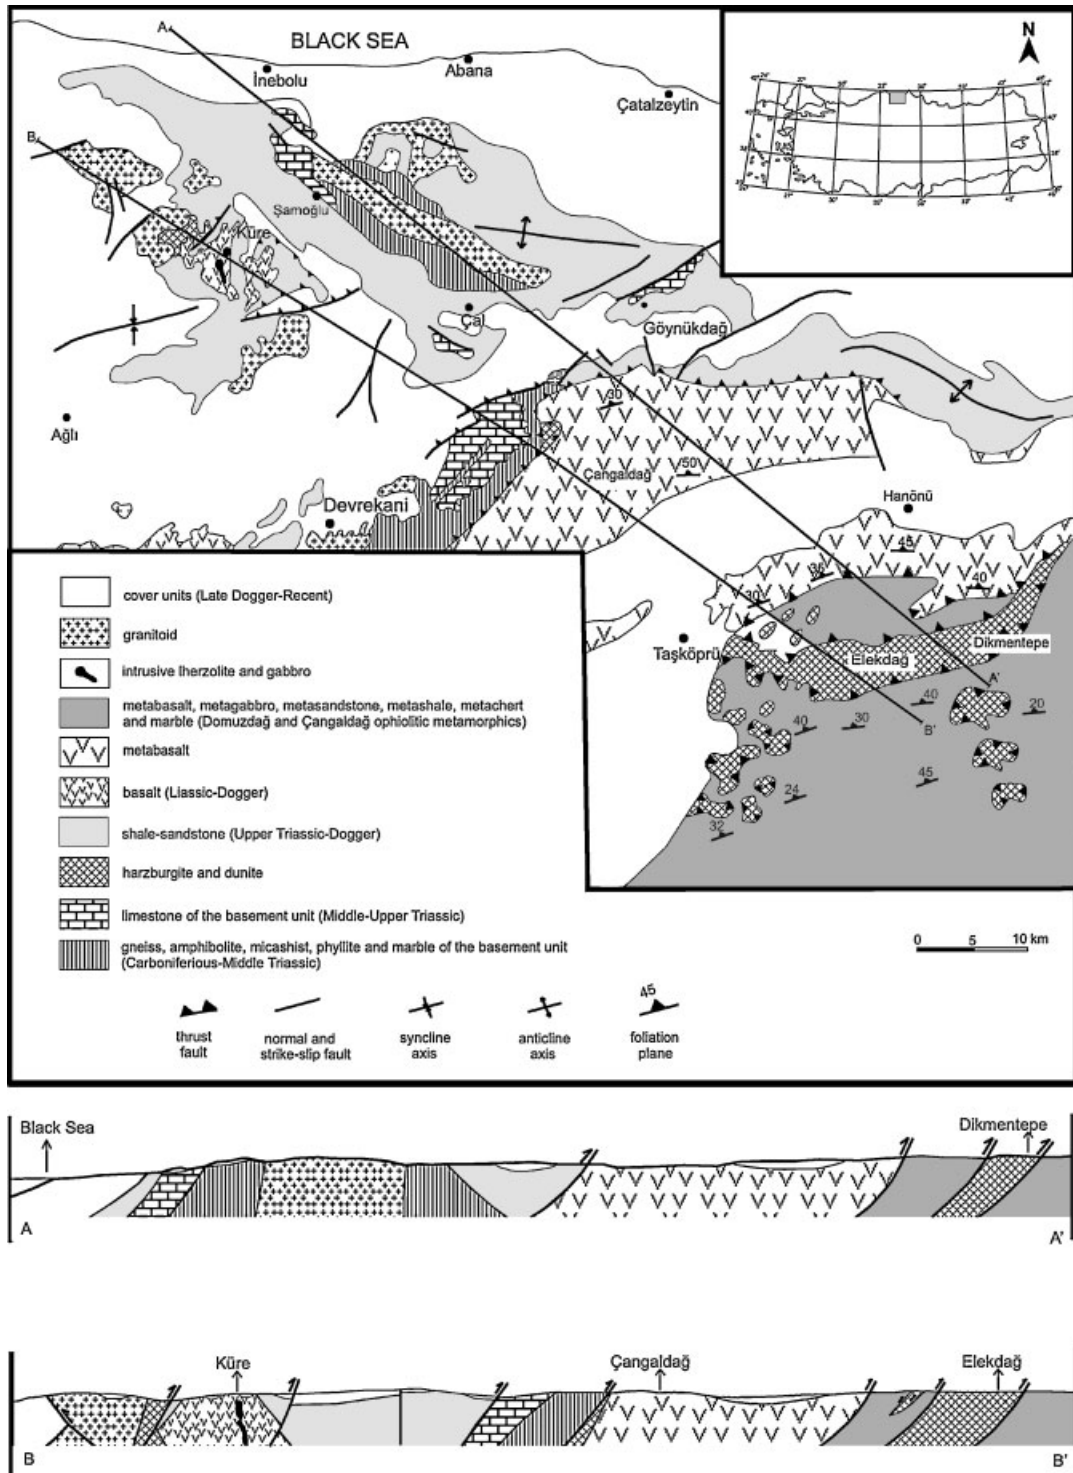 A
BLACK SEA
İnebolu
Abana
Çatalzeytin
N
B
Şamoğlu
Küre
Çal
Göynükdağ
30
Ağlı
Çangaldağ
50
Devrekani
Hanönü
45
35
40
30
Taşköprü
Elekdağ
Dikmentepe
A'
40
20
40
30
B'
45
24
32
cover units (Late Dogger-Recent)
granitoid
intrusive lherzolite and gabbro
metabasalt, metagabbro, metasandstone, metashale, metachert
and marble (Domuzdağ and Çangaldağ ophiolitic metamorphics)
metabasalt
basalt (Liassic-Dogger)
shale-sandstone (Upper Triassic-Dogger)
harzburgite and dunite
limestone of the basement unit (Middle-Upper Triassic)
gneiss, amphibolite, micashist, phyllite and marble of the basement unit
(Carboniferious-Middle Triassic)
0 5 10 km
45
thrust
fault
normal and
strike-slip fault
syncline
axis
anticline
axis
foliation
plane
Black Sea
Dikmentepe
A
A'
Küre
Çangaldağ
Elekdağ
B
B'